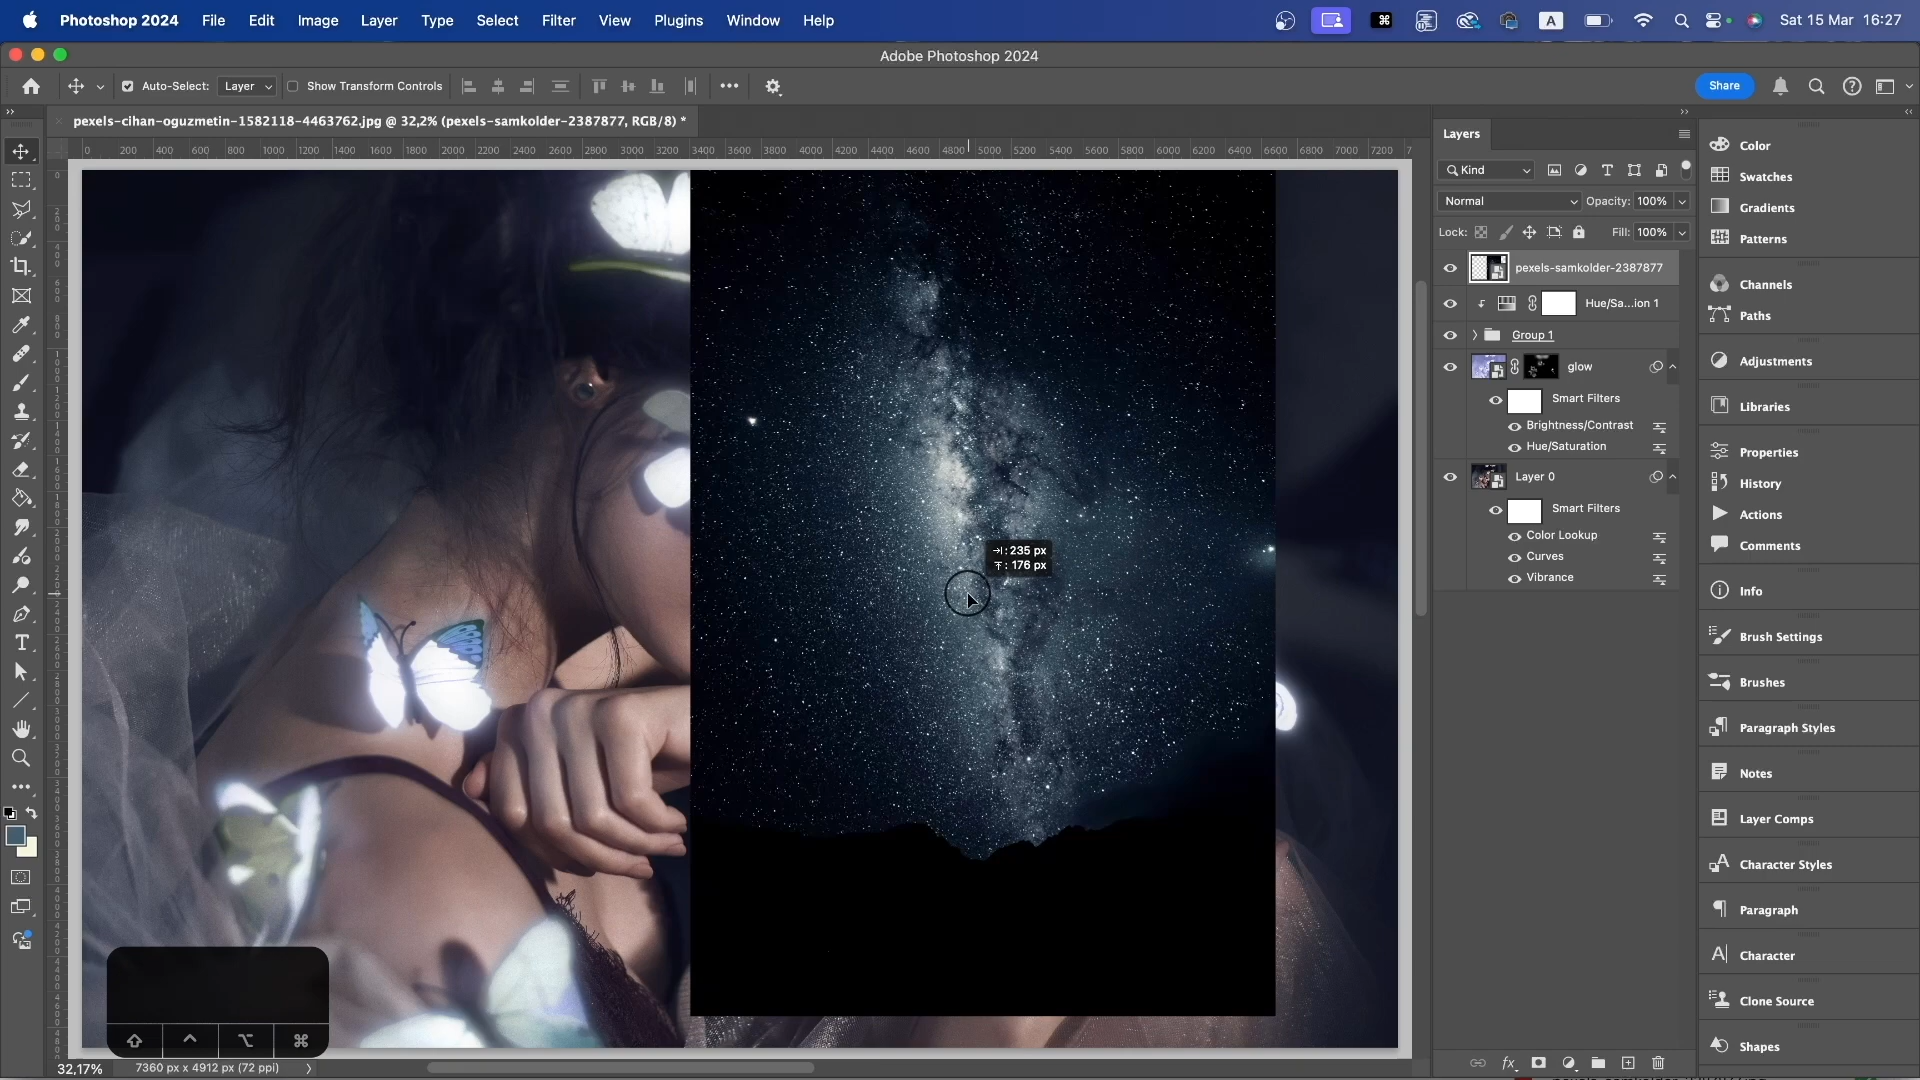 Photoshop 2024 File Edit Image Layer Type Select Filter View Plugins Window Help A Sat 15 Mar 16:27
Adobe Photoshop 2024
Auto-Select: Layer Show Transform Controls Share
pexels-cihan-oguzmetin-1582118-4463762.jpg @ 32,2% (pexels-samkolder-2387877, RGB/8) *
0 200 400 600 800 1000 1200 1400 1600 1800 2000 2200 2400 2600 2800 3000 3200 3400 3600 3800 4000 4200 4400 4600 4800 5000 5200 5400 5600 5800 6000 6200 6400 6600 6800 7000 7200
Layers
Kind
Normal Opacity: 100%
Lock: Fill: 100%
pexels-samkolder-2387877
Hue/Sa...ion 1
Group 1
glow
Smart Filters
Brightness/Contrast
Hue/Saturation
Layer 0
Smart Filters
Color Lookup
Curves
Vibrance
Color
Swatches
Gradients
Patterns
Channels
Paths
Adjustments
Libraries
Properties
History
Actions
Comments
Info
Brush Settings
Brushes
Paragraph Styles
Notes
Layer Comps
Character Styles
Paragraph
Character
Clone Source
Shapes
: 235 px
: 176 px
32,17% 7360 px x 4912 px (72 ppi)
fx